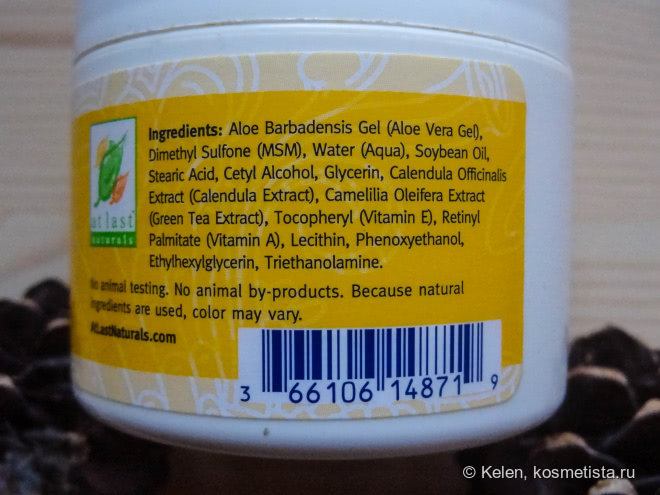 Ingredients: Aloe Barbadensis Gel (Aloe Vera Gel),
Dimethyl Sulfone (MSM), Water (Aqua), Soybean Oil,
Stearic Acid, Cetyl Alcohol, Glycerin, Calendula Officinalis
Extract (Calendula Extract), Camelilia Oleifera Extract
(Green Tea Extract), Tocopheryl (Vitamin E), Retinyl
Palmitate (Vitamin A), Lecithin, Phenoxyethanol,
Ethylhexylglycerin, Triethanolamine.
at last
naturals
No animal testing. No animal by-products. Because natural
ingredients are used, color may vary.
AtLastNaturals.com
3 66106 14871 9
© Kelen, kosmetista.ru